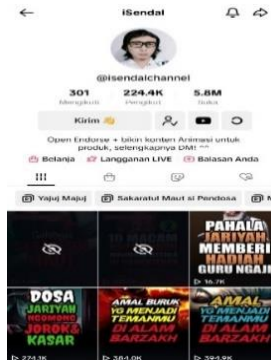 iSendal
@isendalchannel
301 224.4K 5.8M
Mengikuti Pengikut Suka
Kirim 👋
Open Endorse + bikin konten Animasi untuk
produk, selengkapnya DM! ^^
Belanja Langganan LIVE Balasan Anda
Yajuj Majuj Sakaratul Maut si Pendosa
PAHALA
JARIYAH
MEMBERI
HADIAH
GURU NGAJI
16.7K
DOSA
JARIYAH
NGOMONG
JOROK &
KASAR
274.1K
AMAL BURUK
YG MENJADI
TEMANMU
DI ALAM
BARZAKH
384.0K
AMAL
YG MENJADI
TEMANMU
DI ALAM
BARZAKH
394.9K